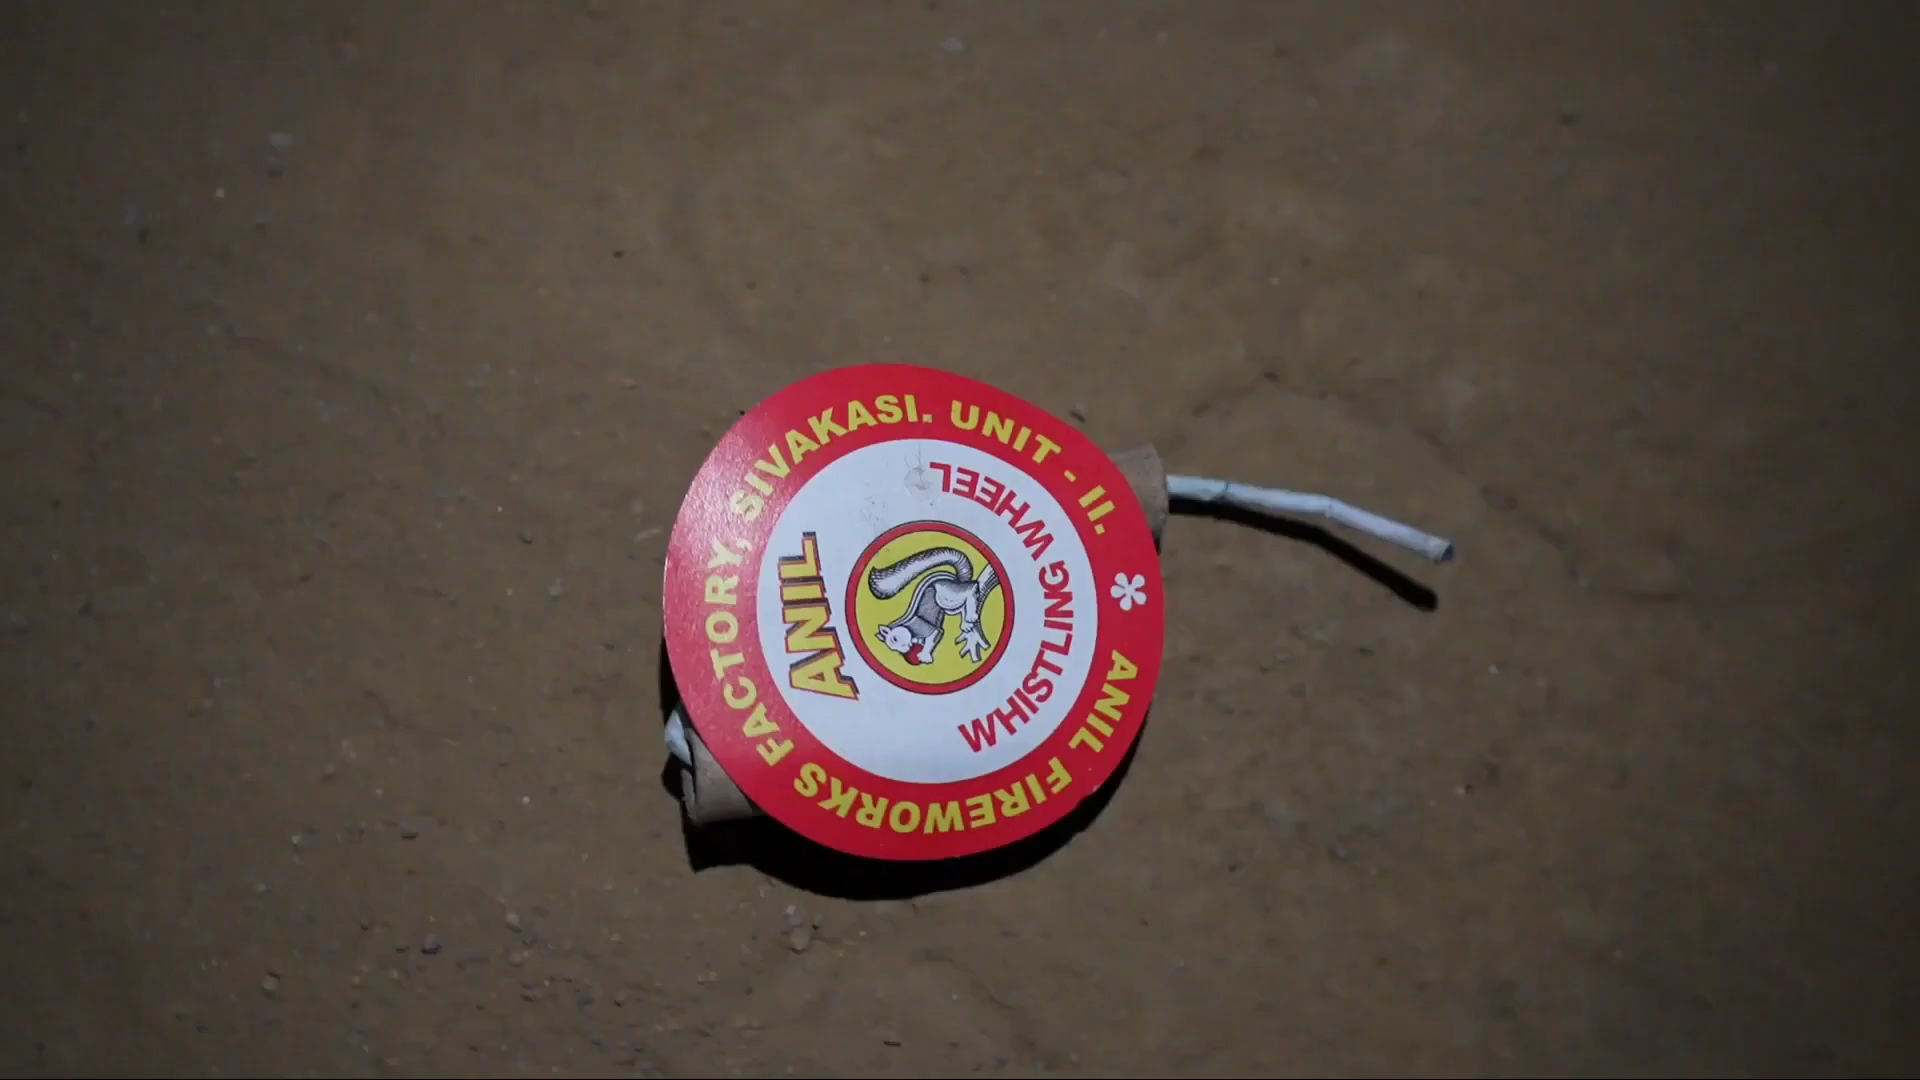 ANIL FIREWORKS FACTORY, SIVAKASI. UNIT - II.
ANIL
WHISTLING WHEEL